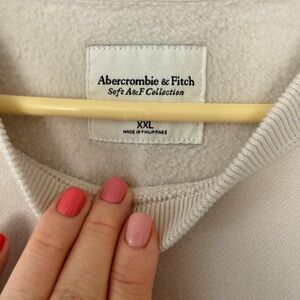 Abercrombie & Fitch
Soft A&F Collection
XXL
MADE IN PHILIPPINES